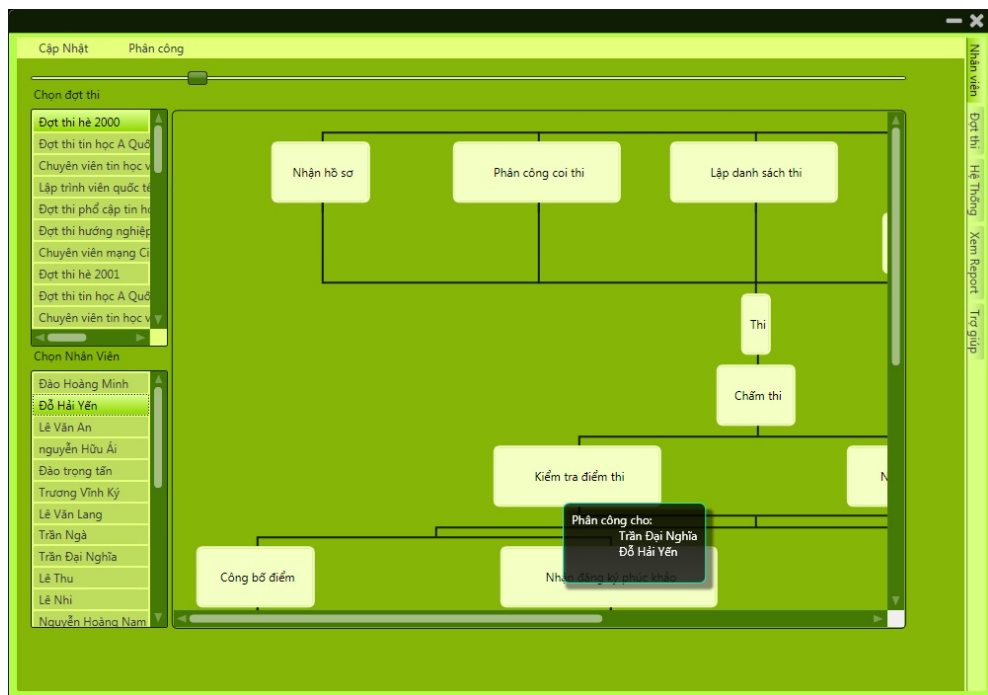 Cập Nhật Phân công
Chọn đợt thi
Đợt thi hè 2000
Đợt thi tin học A Quố
Chuyên viên tin học v
Lập trình viên quốc tế
Đợt thi phổ cập tin họ
Đợt thi hướng nghiệp
Chuyên viên mạng Ci
Đợt thi hè 2001
Đợt thi tin học A Quố
Chuyên viên tin học v
Chọn Nhân Viên
Đào Hoàng Minh
Đỗ Hải Yến
Lê Văn An
nguyễn Hữu Ái
Đào trọng tấn
Trương Vĩnh Ký
Lê Văn Lang
Trần Ngà
Trần Đại Nghĩa
Lê Thu
Lê Nhi
Nguyễn Hoàng Nam
Nhận hồ sơ
Phân công coi thi
Lập danh sách thi
Thi
Chấm thi
Kiểm tra điểm thi
N
Phân công cho:
Trần Đại Nghĩa
Đỗ Hải Yến
Công bố điểm
Nhận đăng ký phúc khảo
Nhân viên
Đợt thi
Hệ Thống
Xem Report
Trợ giúp